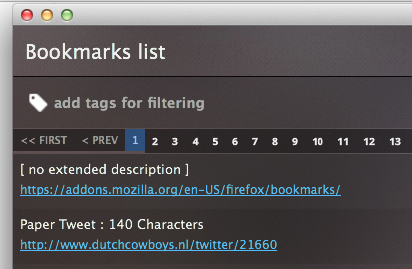 Bookmarks list
add tags for filtering
<< FIRST < PREV 1 2 3 4 5 6 7 8 9 10 11 12 13
[ no extended description ]
https://addons.mozilla.org/en-US/firefox/bookmarks/
Paper Tweet : 140 Characters
http://www.dutchcowboys.nl/twitter/21660